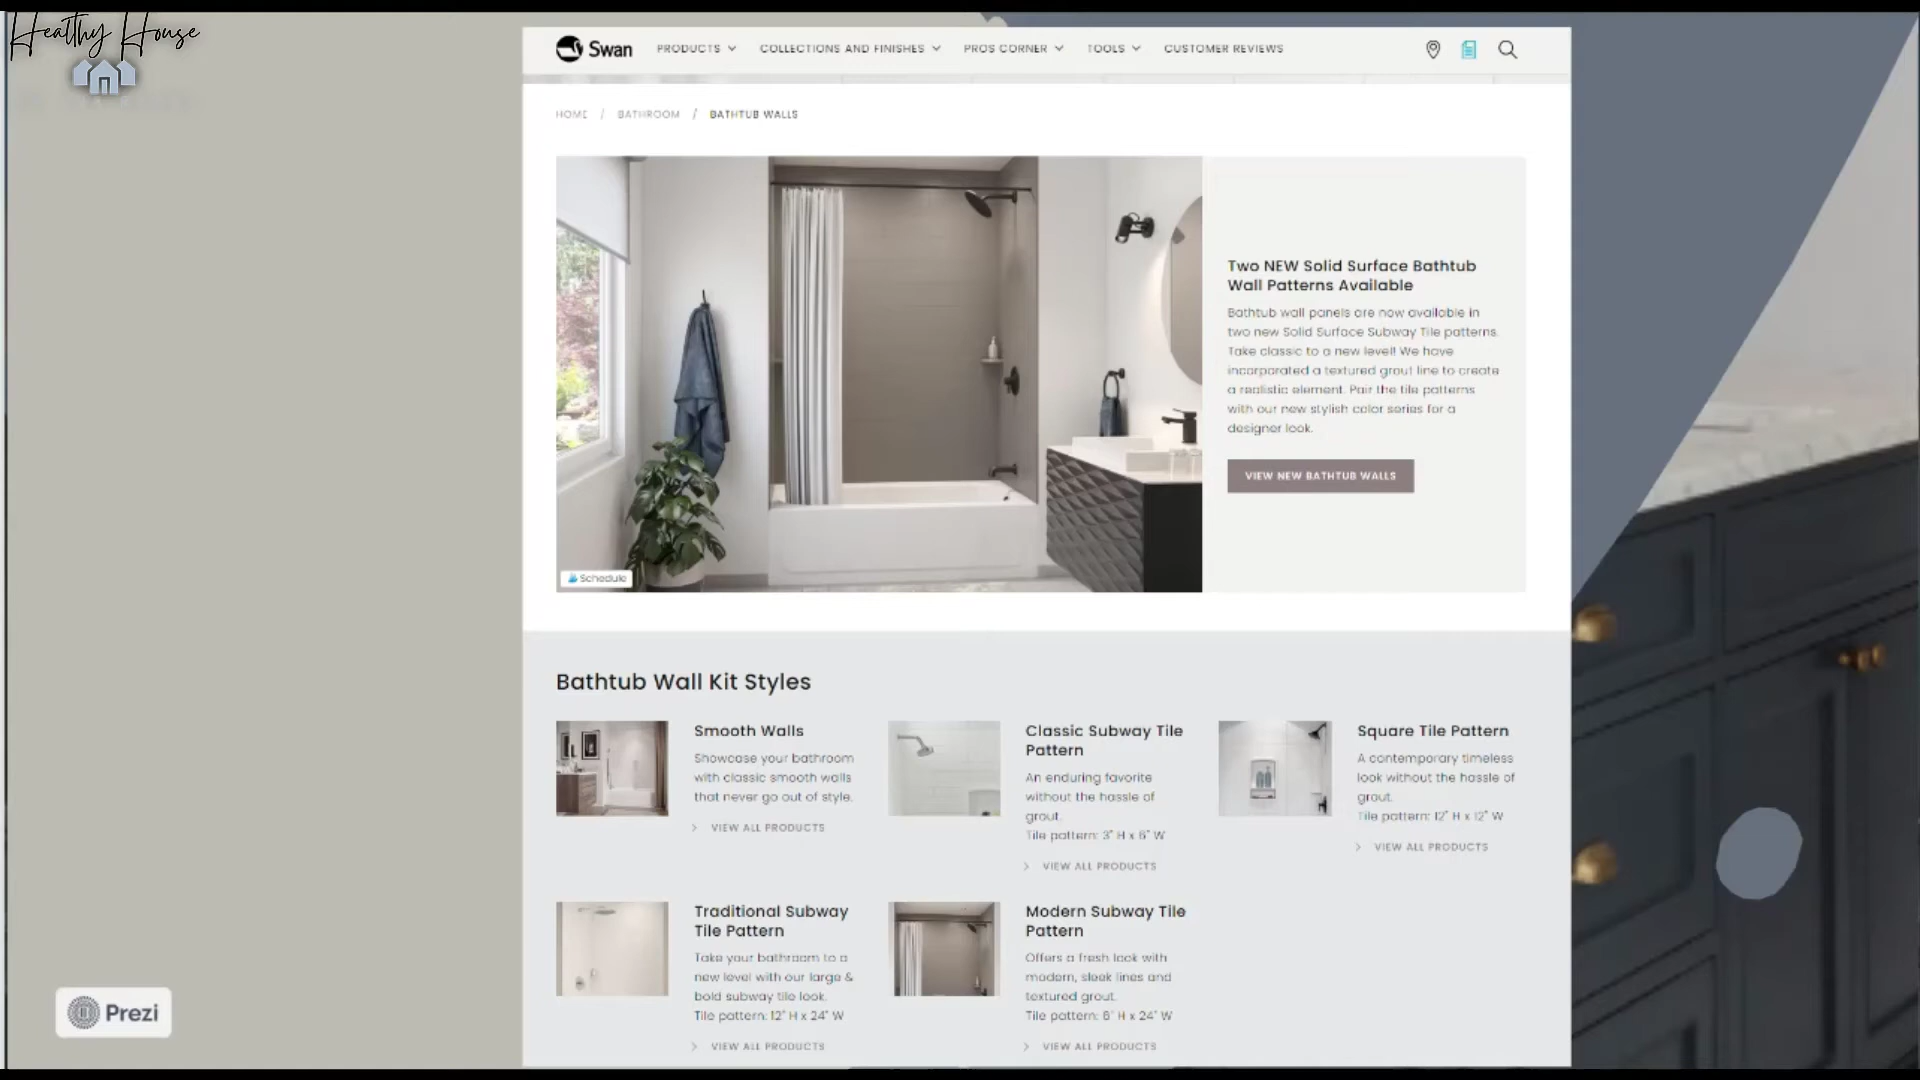 Healthy House
Swan
PRODUCTS
COLLECTIONS AND FINISHES
PROS CORNER
TOOLS
CUSTOMER REVIEWS
HOME / BATHROOM / BATHTUB WALLS
Two NEW Solid Surface Bathtub
Wall Patterns Available
Bathtub wall panels are now available in
two new Solid Surface Subway Tile patterns.
Take classic to a new level! We have
incorporated a textured grout line to create
a realistic element. Pair the tile patterns
with our new stylish color series for a
designer look.
VIEW NEW BATHTUB WALLS
Schedule
Bathtub Wall Kit Styles
Smooth Walls
Showcase your bathroom
with classic smooth walls
that never go out of style.
VIEW ALL PRODUCTS
Classic Subway Tile
Pattern
An enduring favorite
without the hassle of
grout.
Tile pattern: 3" H x 6" W
VIEW ALL PRODUCTS
Square Tile Pattern
A contemporary timeless
look without the hassle of
grout.
Tile pattern: 12" H x 12" W
VIEW ALL PRODUCTS
Traditional Subway
Tile Pattern
Take your bathroom to a
new level with our large &
bold subway tile look.
Tile pattern: 12" H x 24" W
VIEW ALL PRODUCTS
Modern Subway Tile
Pattern
Offers a fresh look with
modern, sleek lines and
textured grout.
Tile pattern: 6" H x 24" W
VIEW ALL PRODUCTS
Prezi